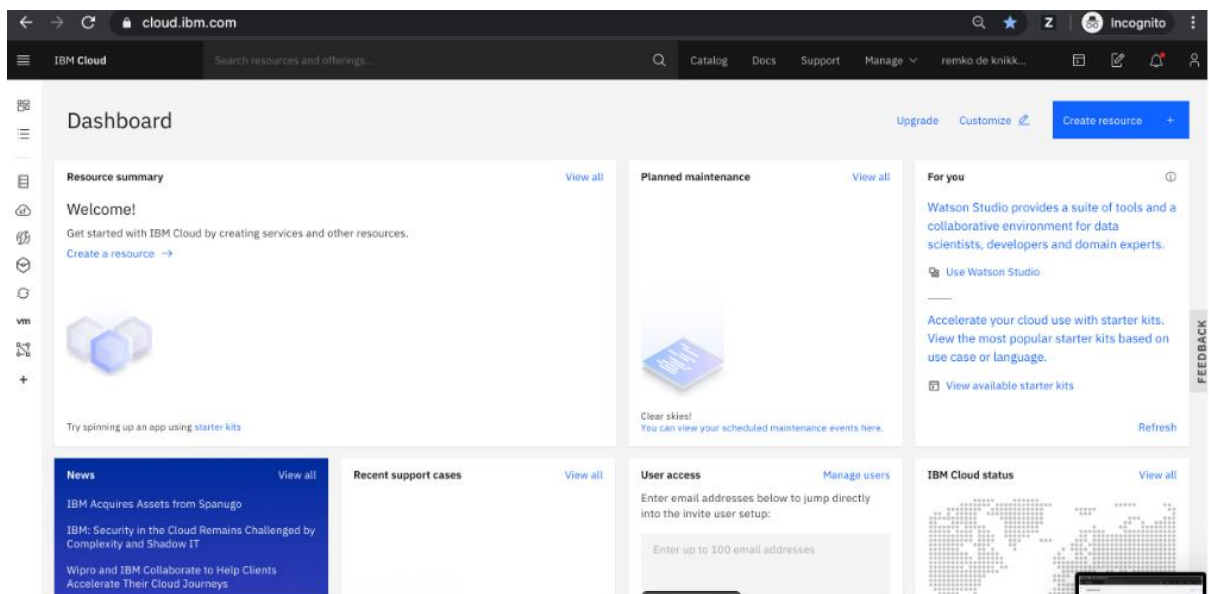 cloud.ibm.com
Z
Incognito
IBM Cloud
Search resources and offerings...
Catalog
Docs
Support
Manage
remko de knikk...
Dashboard
Upgrade
Customize
Create resource +
Resource summary
View all
Welcome!
Get started with IBM Cloud by creating services and other resources.
Create a resource →
Try spinning up an app using starter kits
Planned maintenance
View all
Clear skies!
You can view your scheduled maintenance events here.
For you
Watson Studio provides a suite of tools and a
collaborative environment for data
scientists, developers and domain experts.
Use Watson Studio
Accelerate your cloud use with starter kits.
View the most popular starter kits based on
use case or language.
View available starter kits
Refresh
vm
+
FEEDBACK
News
View all
IBM Acquires Assets from Spanugo
IBM: Security in the Cloud Remains Challenged by
Complexity and Shadow IT
Wipro and IBM Collaborate to Help Clients
Accelerate Their Cloud Journeys
Recent support cases
View all
User access
Manage users
Enter email addresses below to jump directly
into the invite user setup:
Enter up to 100 email addresses
IBM Cloud status
View all